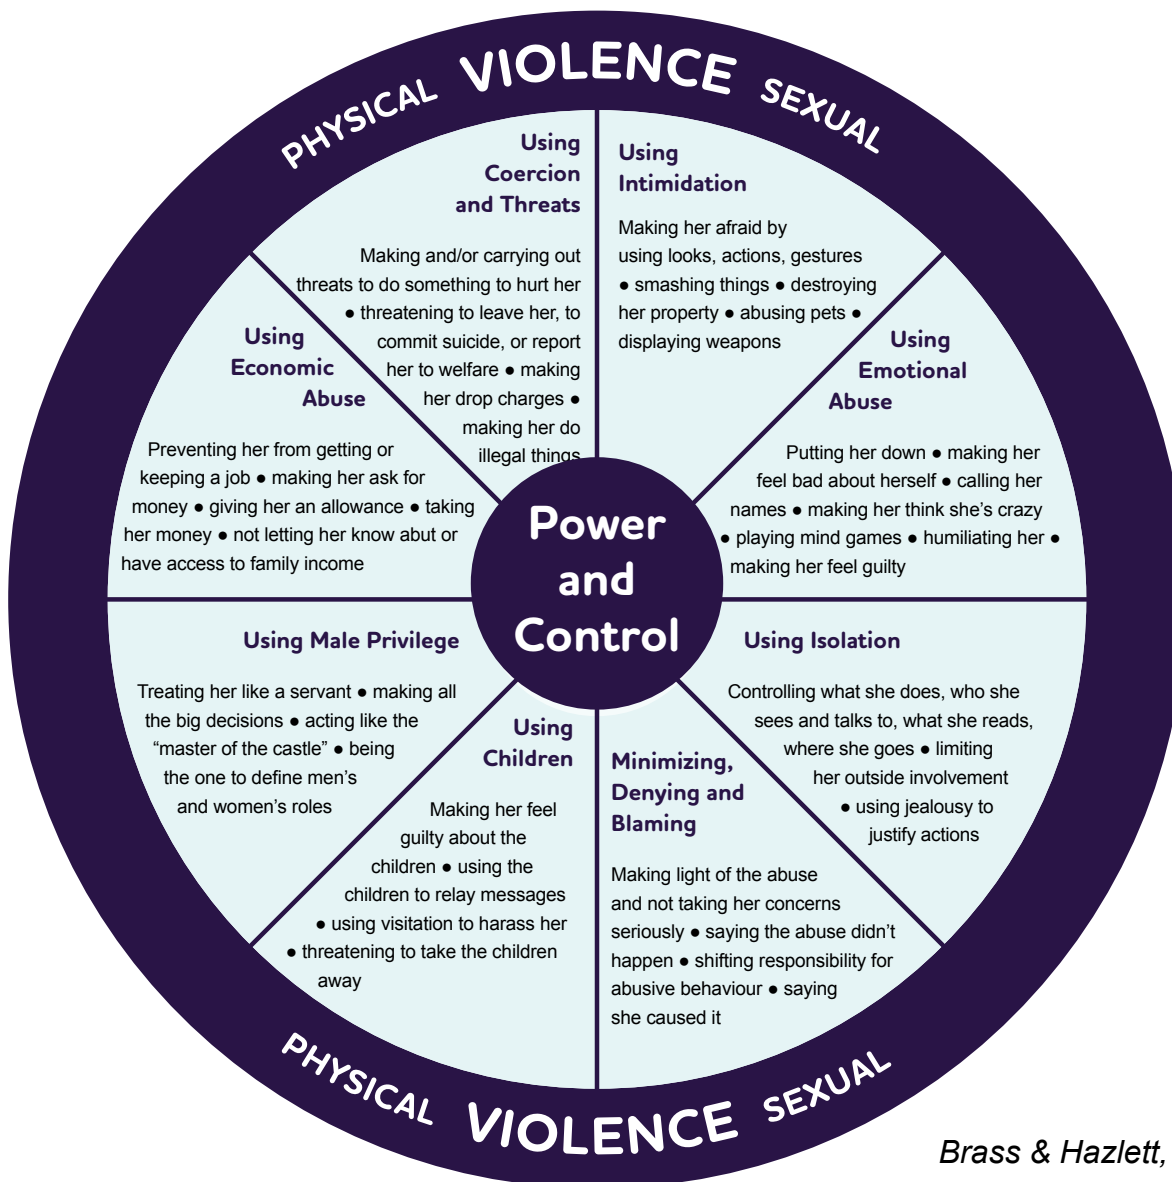 PHYSICAL VIOLENCE SEXUAL
Using
Coercion
and Threats
Making and/or carrying out
threats to do something to hurt her
● threatening to leave her, to
commit suicide, or report
her to welfare ● making
her drop charges ●
making her do
illegal things
Using
Intimidation
Making her afraid by
using looks, actions, gestures
● smashing things ● destroying
her property ● abusing pets ●
displaying weapons
Using
Economic
Abuse
Preventing her from getting or
keeping a job ● making her ask for
money ● giving her an allowance ● taking
her money ● not letting her know abut or
have access to family income
Using
Emotional
Abuse
Putting her down ● making her
feel bad about herself ● calling her
names ● making her think she’s crazy
● playing mind games ● humiliating her ●
making her feel guilty
Power
and
Control
Using Male Privilege
Treating her like a servant ● making all
the big decisions ● acting like the
“master of the castle” ● being
the one to define men’s
and women’s roles
Using Isolation
Controlling what she does, who she
sees and talks to, what she reads,
where she goes ● limiting
her outside involvement
● using jealousy to
justify actions
Using
Children
Making her feel
guilty about the
children ● using the
children to relay messages
● using visitation to harass her
● threatening to take the children
away
Minimizing,
Denying and
Blaming
Making light of the abuse
and not taking her concerns
seriously ● saying the abuse didn’t
happen ● shifting responsibility for
abusive behaviour ● saying
she caused it
PHYSICAL VIOLENCE SEXUAL
Brass & Hazlett,